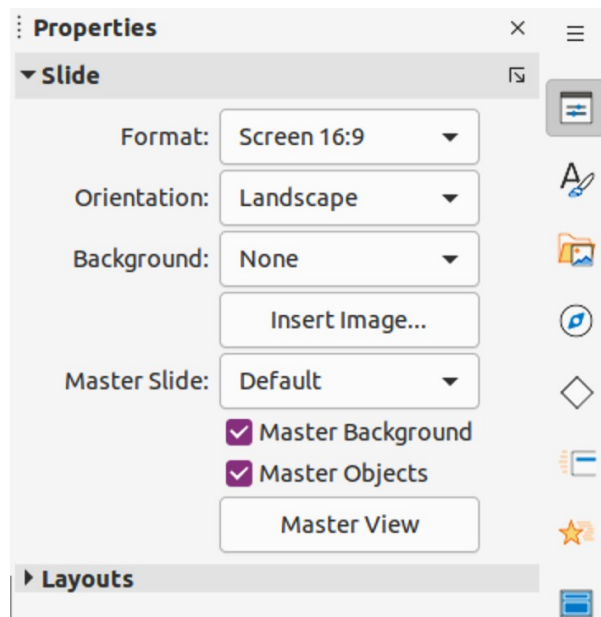 Properties
Slide
Format: Screen 16:9
Orientation: Landscape
Background: None
Insert Image...
Master Slide: Default
Master Background
Master Objects
Master View
Layouts